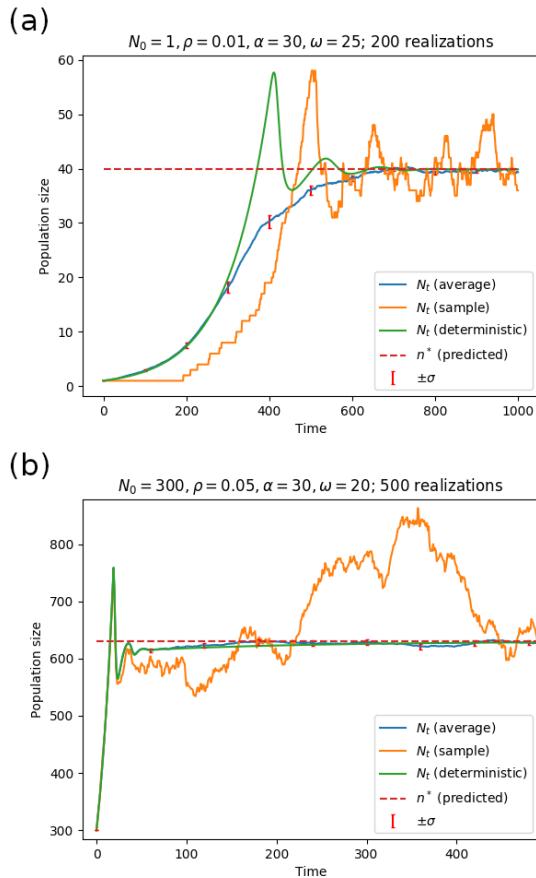 (a)
N₀ = 1, ρ = 0.01, α = 30, ω = 25; 200 realizations
60
50
40
30
20
10
0
Population size
N_t (average)
N_t (sample)
N_t (deterministic)
n* (predicted)
±σ
0 200 400 600 800 1000
Time
(b)
N₀ = 300, ρ = 0.05, α = 30, ω = 20; 500 realizations
800
700
600
500
400
300
Population size
N_t (average)
N_t (sample)
N_t (deterministic)
n* (predicted)
±σ
0 100 200 300 400
Time